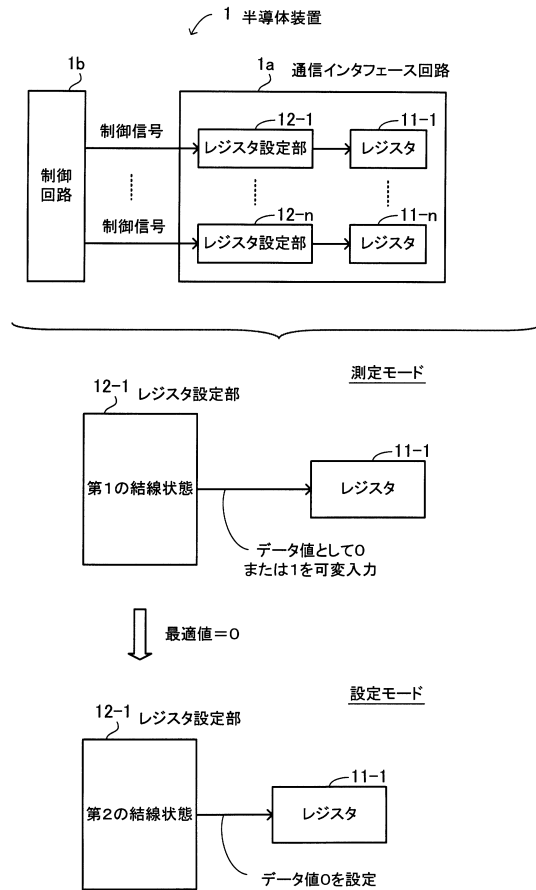 1 半導体装置
1b
1a 通信インタフェース回路
12-1
11-1
制御信号
レジスタ設定部
レジスタ
制御
回路
12-n
11-n
制御信号
レジスタ設定部
レジスタ
測定モード
12-1 レジスタ設定部
11-1
第1の結線状態
レジスタ
データ値として0
または1を可変入力
最適値=0
設定モード
12-1 レジスタ設定部
11-1
第2の結線状態
レジスタ
データ値0を設定